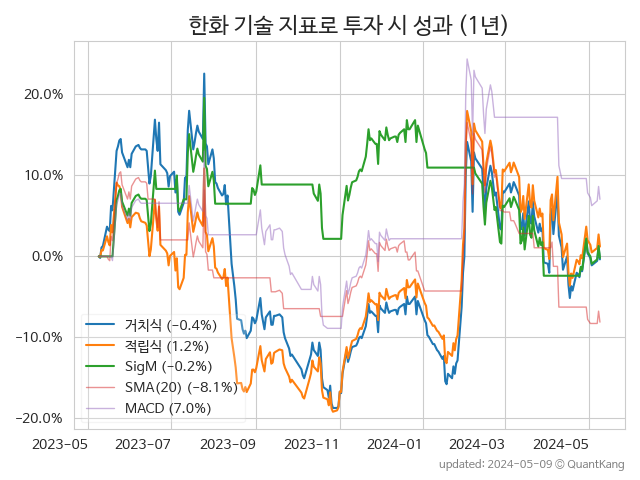 한화 기술 지표로 투자 시 성과 (1년)
20.0%
10.0%
0.0%
−10.0%
−20.0%
거치식 (−0.4%)
적립식 (1.2%)
SigM (−0.2%)
SMA(20) (−8.1%)
MACD (7.0%)
2023-05 2023-07 2023-09 2023-11 2024-01 2024-03 2024-05
updated: 2024-05-09 © QuantKang